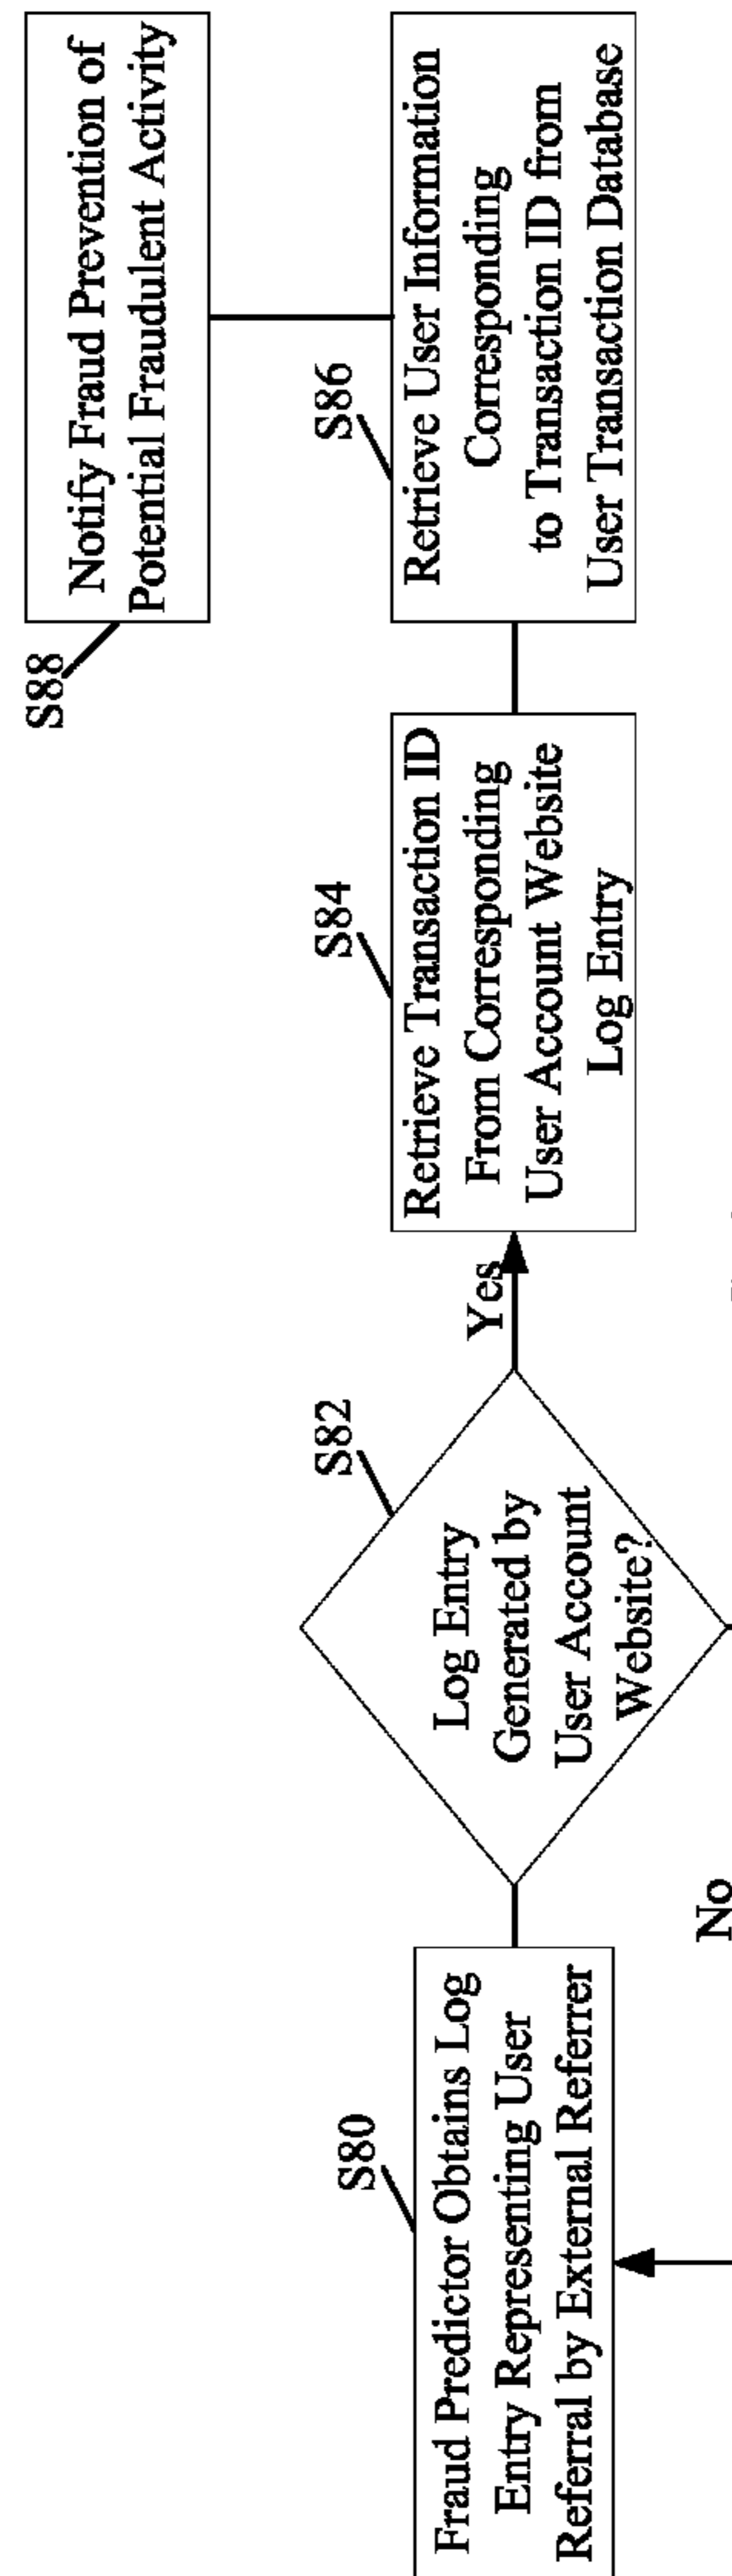 S80
Fraud Predictor Obtains Log
Entry Representing User
Referral by External Referrer
S82
Log Entry
Generated by
User Account
Website?
Yes
No
S84
Retrieve Transaction ID
From Corresponding
User Account Website
Log Entry
S86
Retrieve User Information
Corresponding
to Transaction ID from
User Transaction Database
S88
Notify Fraud Prevention of
Potential Fraudulent Activity